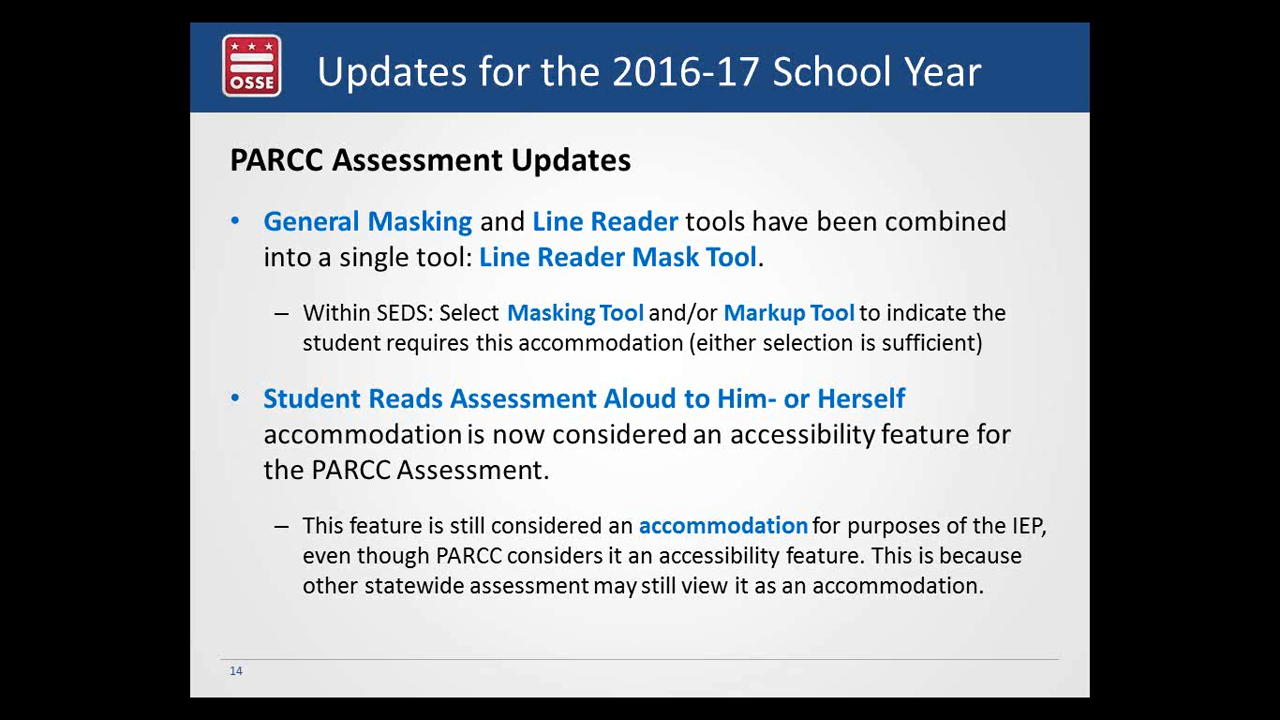 OSSE
Updates for the 2016-17 School Year
PARCC Assessment Updates
• General Masking and Line Reader tools have been combined
into a single tool: Line Reader Mask Tool.
– Within SEDS: Select Masking Tool and/or Markup Tool to indicate the
student requires this accommodation (either selection is sufficient)
• Student Reads Assessment Aloud to Him- or Herself
accommodation is now considered an accessibility feature for
the PARCC Assessment.
– This feature is still considered an accommodation for purposes of the IEP,
even though PARCC considers it an accessibility feature. This is because
other statewide assessment may still view it as an accommodation.
14